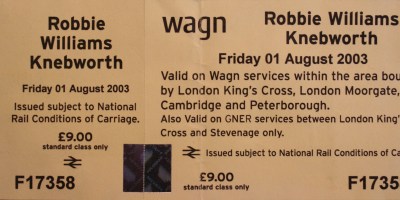 Robbie
Williams
Knebworth
Friday 01 August 2003
Issued subject to National
Rail Conditions of Carriage.
£9.00
standard class only
F17358
wagn
Robbie Williams
Knebworth
Friday 01 August 2003
Valid on Wagn services within the area bou
by London King's Cross, London Moorgate,
Cambridge and Peterborough.
Also Valid on GNER services between London King'
Cross and Stevenage only.
Issued subject to National Rail Conditions of Ca
£9.00
standard class only
F1735